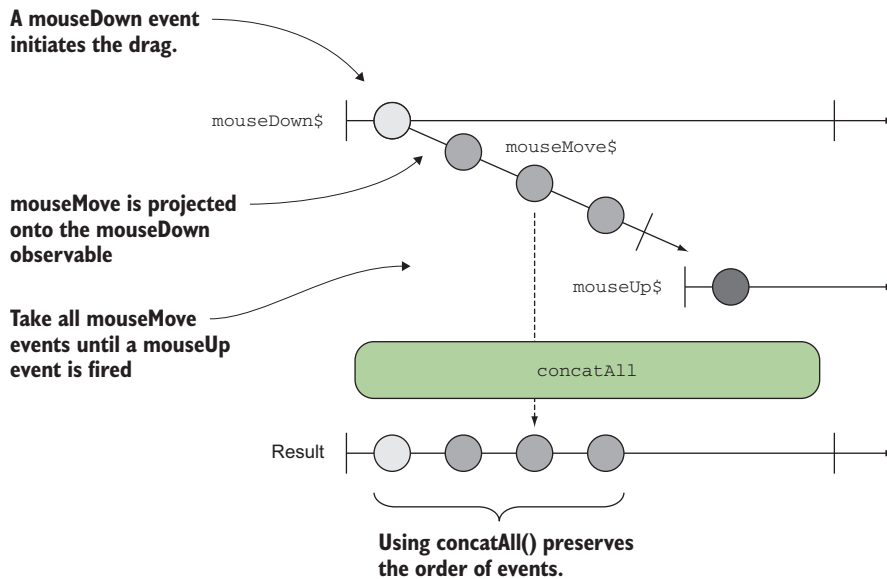 A mouseDown event
initiates the drag.
mouseDown$
mouseMove$
mouseMove is projected
onto the mouseDown
observable
mouseUp$
Take all mouseMove
events until a mouseUp
event is fired
concatAll
Result
Using concatAll() preserves
the order of events.